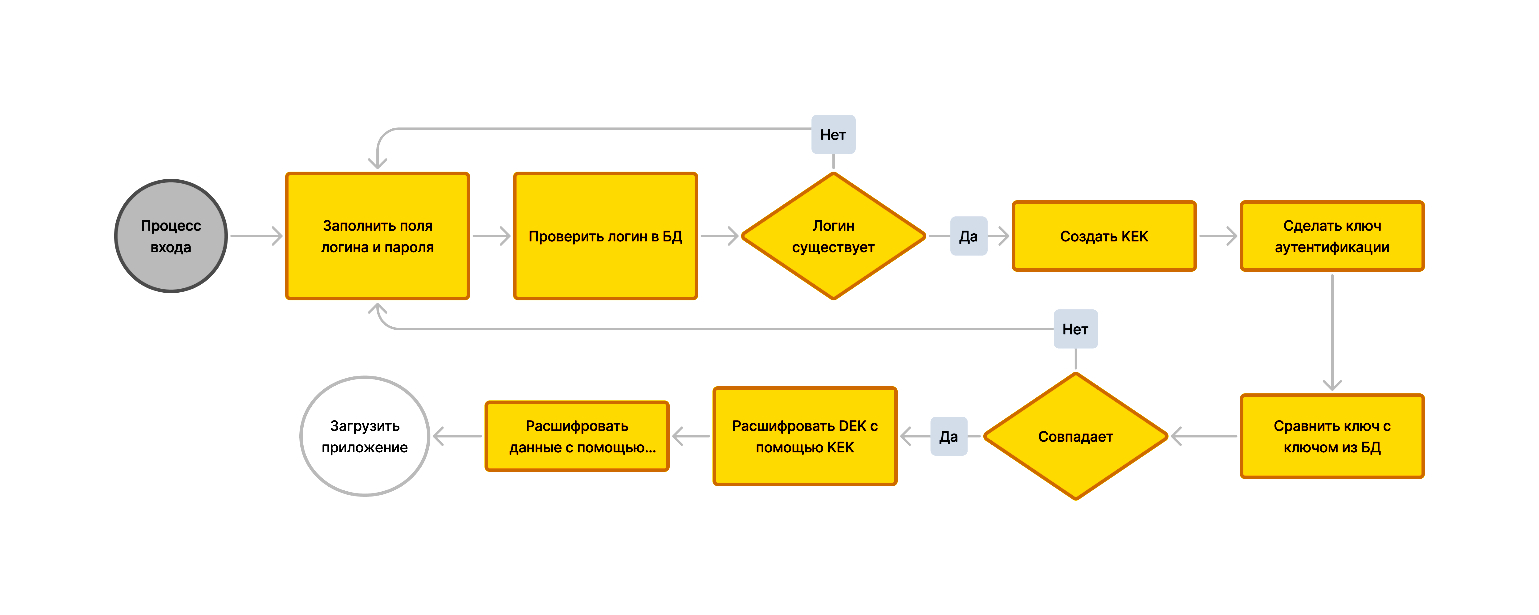 Процесс
входа
Заполнить поля
логина и пароля
Проверить логин в БД
Логин
существует
Нет
Да
Создать KEK
Сделать ключ
аутентификации
Сравнить ключ с
ключом из БД
Совпадает
Нет
Да
Расшифровать DEK с
помощью KEK
Расшифровать
данные с помощью...
Загрузить
приложение